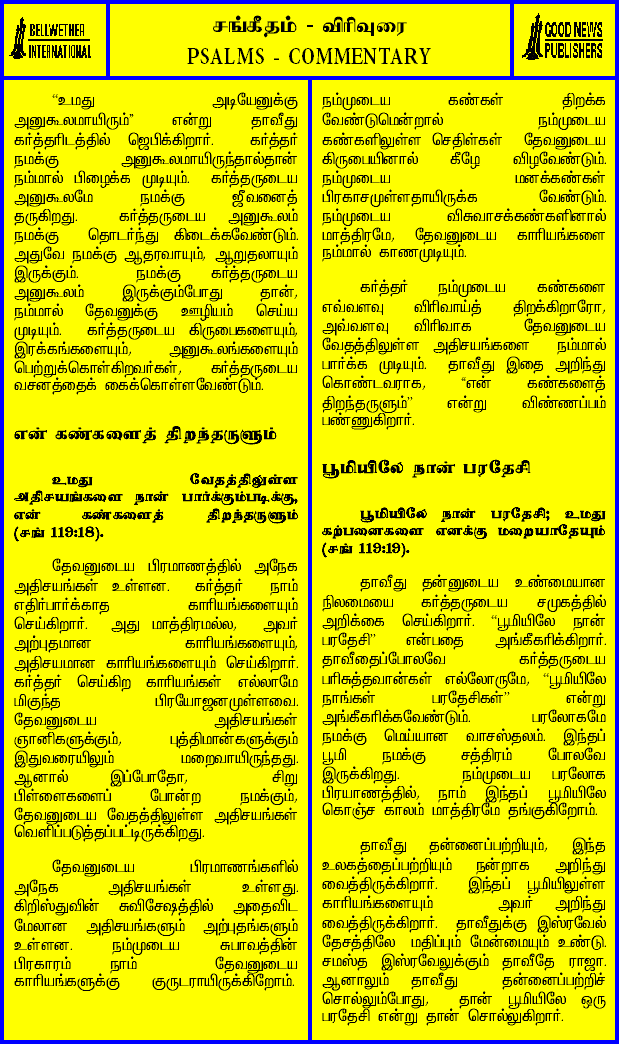 BELLWETHER
INTERNATIONAL
சங்கீதம் - விரிவுரை
PSALMS - COMMENTARY
GOOD NEWS
PUBLISHERS
“உமது அடியேனுக்கு
அனுகூலமாயிரும்” என்று தாவீது
கர்த்தரிடத்தில் ஜெபிக்கிறார். கர்த்தர்
நமக்கு அனுகூலமாயிருந்தால்தான்
நம்மால் பிழைக்க முடியும். கர்த்தருடைய
அனுகூலமே நமக்கு ஜீவனைத்
தருகிறது. கர்த்தருடைய அனுகூலம்
நமக்கு தொடர்ந்து கிடைக்கவேண்டும்.
அதுவே நமக்கு ஆதரவாயும், ஆறுதலாயும்
இருக்கும். நமக்கு கர்த்தருடைய
அனுகூலம் இருக்கும்போது தான்,
நம்மால் தேவனுக்கு ஊழியம் செய்ய
முடியும். கர்த்தருடைய கிருபைகளையும்,
இரக்கங்களையும், அனுகூலங்களையும்
பெற்றுக்கொள்கிறவர்கள், கர்த்தருடைய
வசனத்தைக் கைக்கொள்ளவேண்டும்.
என் கண்களைத் திறந்தருளும்
உமது வேதத்திலுள்ள
அதிசயங்களை நான் பார்க்கும்படிக்கு,
என் கண்களைத் திறந்தருளும்
(சங் 119:18).
தேவனுடைய பிரமாணத்தில் அநேக
அதிசயங்கள் உள்ளன. கர்த்தர் நாம்
எதிர்பார்க்காத காரியங்களையும்
செய்கிறார். அது மாத்திரமல்ல, அவர்
அற்புதமான காரியங்களையும்,
அதிசயமான காரியங்களையும் செய்கிறார்.
கர்த்தர் செய்கிற காரியங்கள் எல்லாமே
மிகுந்த பிரயோஜனமுள்ளவை.
தேவனுடைய அதிசயங்கள்
ஞானிகளுக்கும், புத்திமான்களுக்கும்
இதுவரையிலும் மறைவாயிருந்தது.
ஆனால் இப்போதோ, சிறு
பிள்ளைகளைப் போன்ற நமக்கும்,
தேவனுடைய வேதத்திலுள்ள அதிசயங்கள்
வெளிப்படுத்தப்பட்டிருக்கிறது.
தேவனுடைய பிரமாணங்களில்
அநேக அதிசயங்கள் உள்ளது.
கிறிஸ்துவின் சுவிசேஷத்தில் அதைவிட
மேலான அதிசயங்களும் அற்புதங்களும்
உள்ளன. நம்முடைய சுபாவத்தின்
பிரகாரம் நாம் தேவனுடைய
காரியங்களுக்கு குருடராயிருக்கிறோம்.
நம்முடைய கண்கள் திறக்க
வேண்டுமென்றால் நம்முடைய
கண்களிலுள்ள செதிள்கள் தேவனுடைய
கிருபையினால் கீழே விழவேண்டும்.
நம்முடைய மனக்கண்கள்
பிரகாசமுள்ளதாயிருக்க வேண்டும்.
நம்முடைய விசுவாசக்கண்களினால்
மாத்திரமே, தேவனுடைய காரியங்களை
நம்மால் காணமுடியும்.
கர்த்தர் நம்முடைய கண்களை
எவ்வளவு விரிவாய்த் திறக்கிறாரோ,
அவ்வளவு விரிவாக தேவனுடைய
வேதத்திலுள்ள அதிசயங்களை நம்மால்
பார்க்க முடியும். தாவீது இதை அறிந்து
கொண்டவராக, “என் கண்களைத்
திறந்தருளும்” என்று விண்ணப்பம்
பண்ணுகிறார்.
பூமியிலே நான் பரதேசி
பூமியிலே நான் பரதேசி; உமது
கற்பனைகளை எனக்கு மறையாதேயும்
(சங் 119:19).
தாவீது தன்னுடைய உண்மையான
நிலமையை கர்த்தருடைய சமுகத்தில்
அறிக்கை செய்கிறார். “பூமியிலே நான்
பரதேசி” என்பதை அங்கீகரிக்கிறார்.
தாவீதைப்போலவே கர்த்தருடைய
பரிசுத்தவான்கள் எல்லோருமே, “பூமியிலே
நாங்கள் பரதேசிகள்” என்று
அங்கீகரிக்கவேண்டும். பரலோகமே
நமக்கு மெய்யான வாசஸ்தலம். இந்தப்
பூமி நமக்கு சத்திரம் போலவே
இருக்கிறது. நம்முடைய பரலோக
பிரயாணத்தில், நாம் இந்தப் பூமியிலே
கொஞ்ச காலம் மாத்திரமே தங்குகிறோம்.
தாவீது தன்னைப்பற்றியும், இந்த
உலகத்தைப்பற்றியும் நன்றாக அறிந்து
வைத்திருக்கிறார். இந்தப் பூமியிலுள்ள
காரியங்களையும் அவர் அறிந்து
வைத்திருக்கிறார். தாவீதுக்கு இஸ்ரவேல்
தேசத்திலே மதிப்பும் மேன்மையும் உண்டு.
சமஸ்த இஸ்ரவேலுக்கும் தாவீதே ராஜா.
ஆனாலும் தாவீது தன்னைப்பற்றிச்
சொல்லும்போது, தான் பூமியிலே ஒரு
பரதேசி என்று தான் சொல்லுகிறார்.